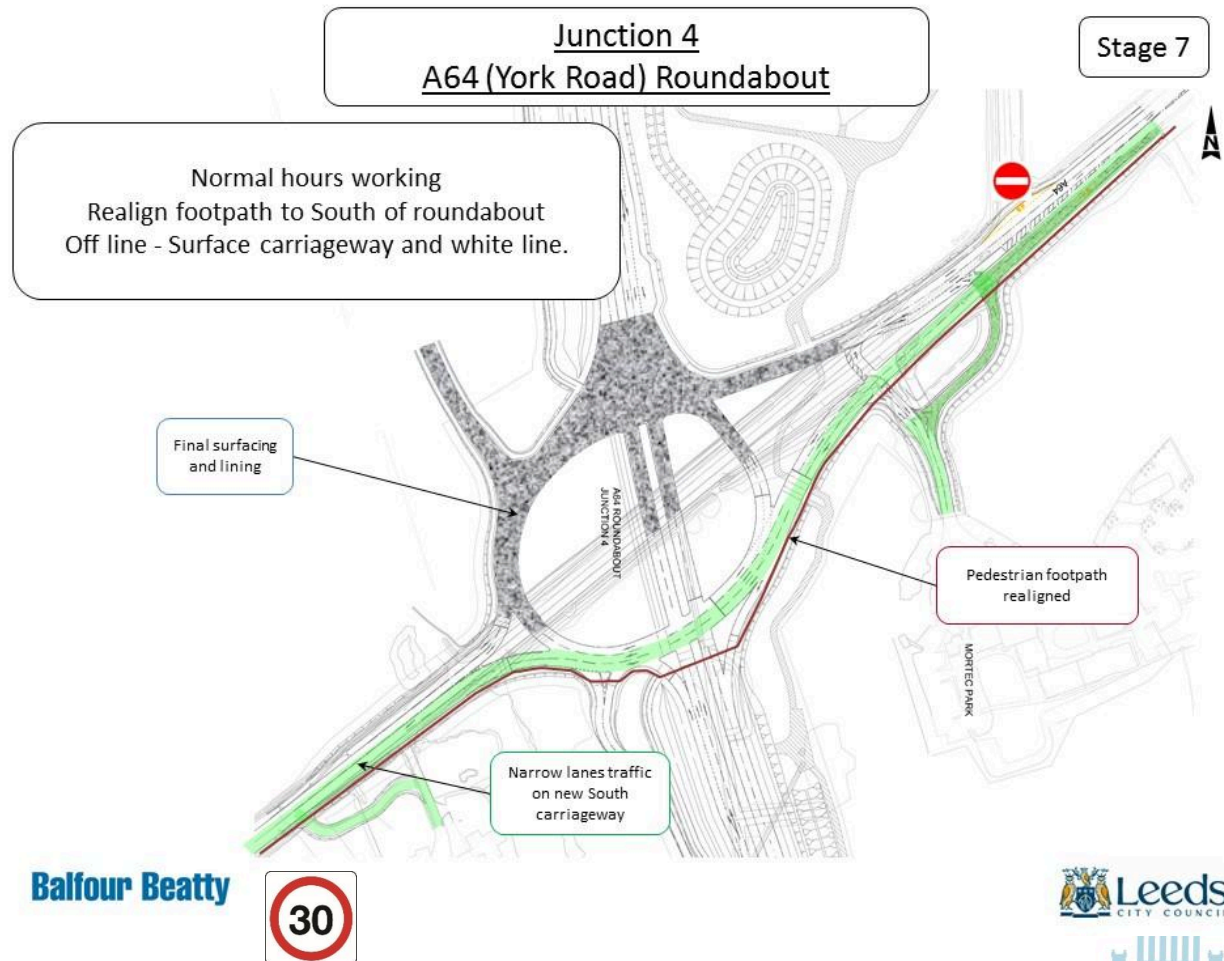 Junction 4
A64 (York Road) Roundabout
Stage 7
Normal hours working
Realign footpath to South of roundabout
Off line - Surface carriageway and white line.
N
A64
Final surfacing
and lining
A64 ROUNDABOUT
JUNCTION 4
Pedestrian footpath
realigned
MORTEC PARK
Narrow lanes traffic
on new South
carriageway
Balfour Beatty
30
Leeds
CITY COUNCIL